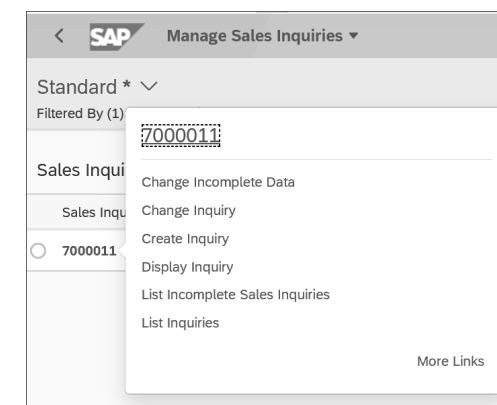 SAP Manage Sales Inquiries
Standard *
Filtered By (1)
7000011
Sales Inqui
Change Incomplete Data
Sales Inqu
Change Inquiry
Create Inquiry
7000011
Display Inquiry
List Incomplete Sales Inquiries
List Inquiries
More Links